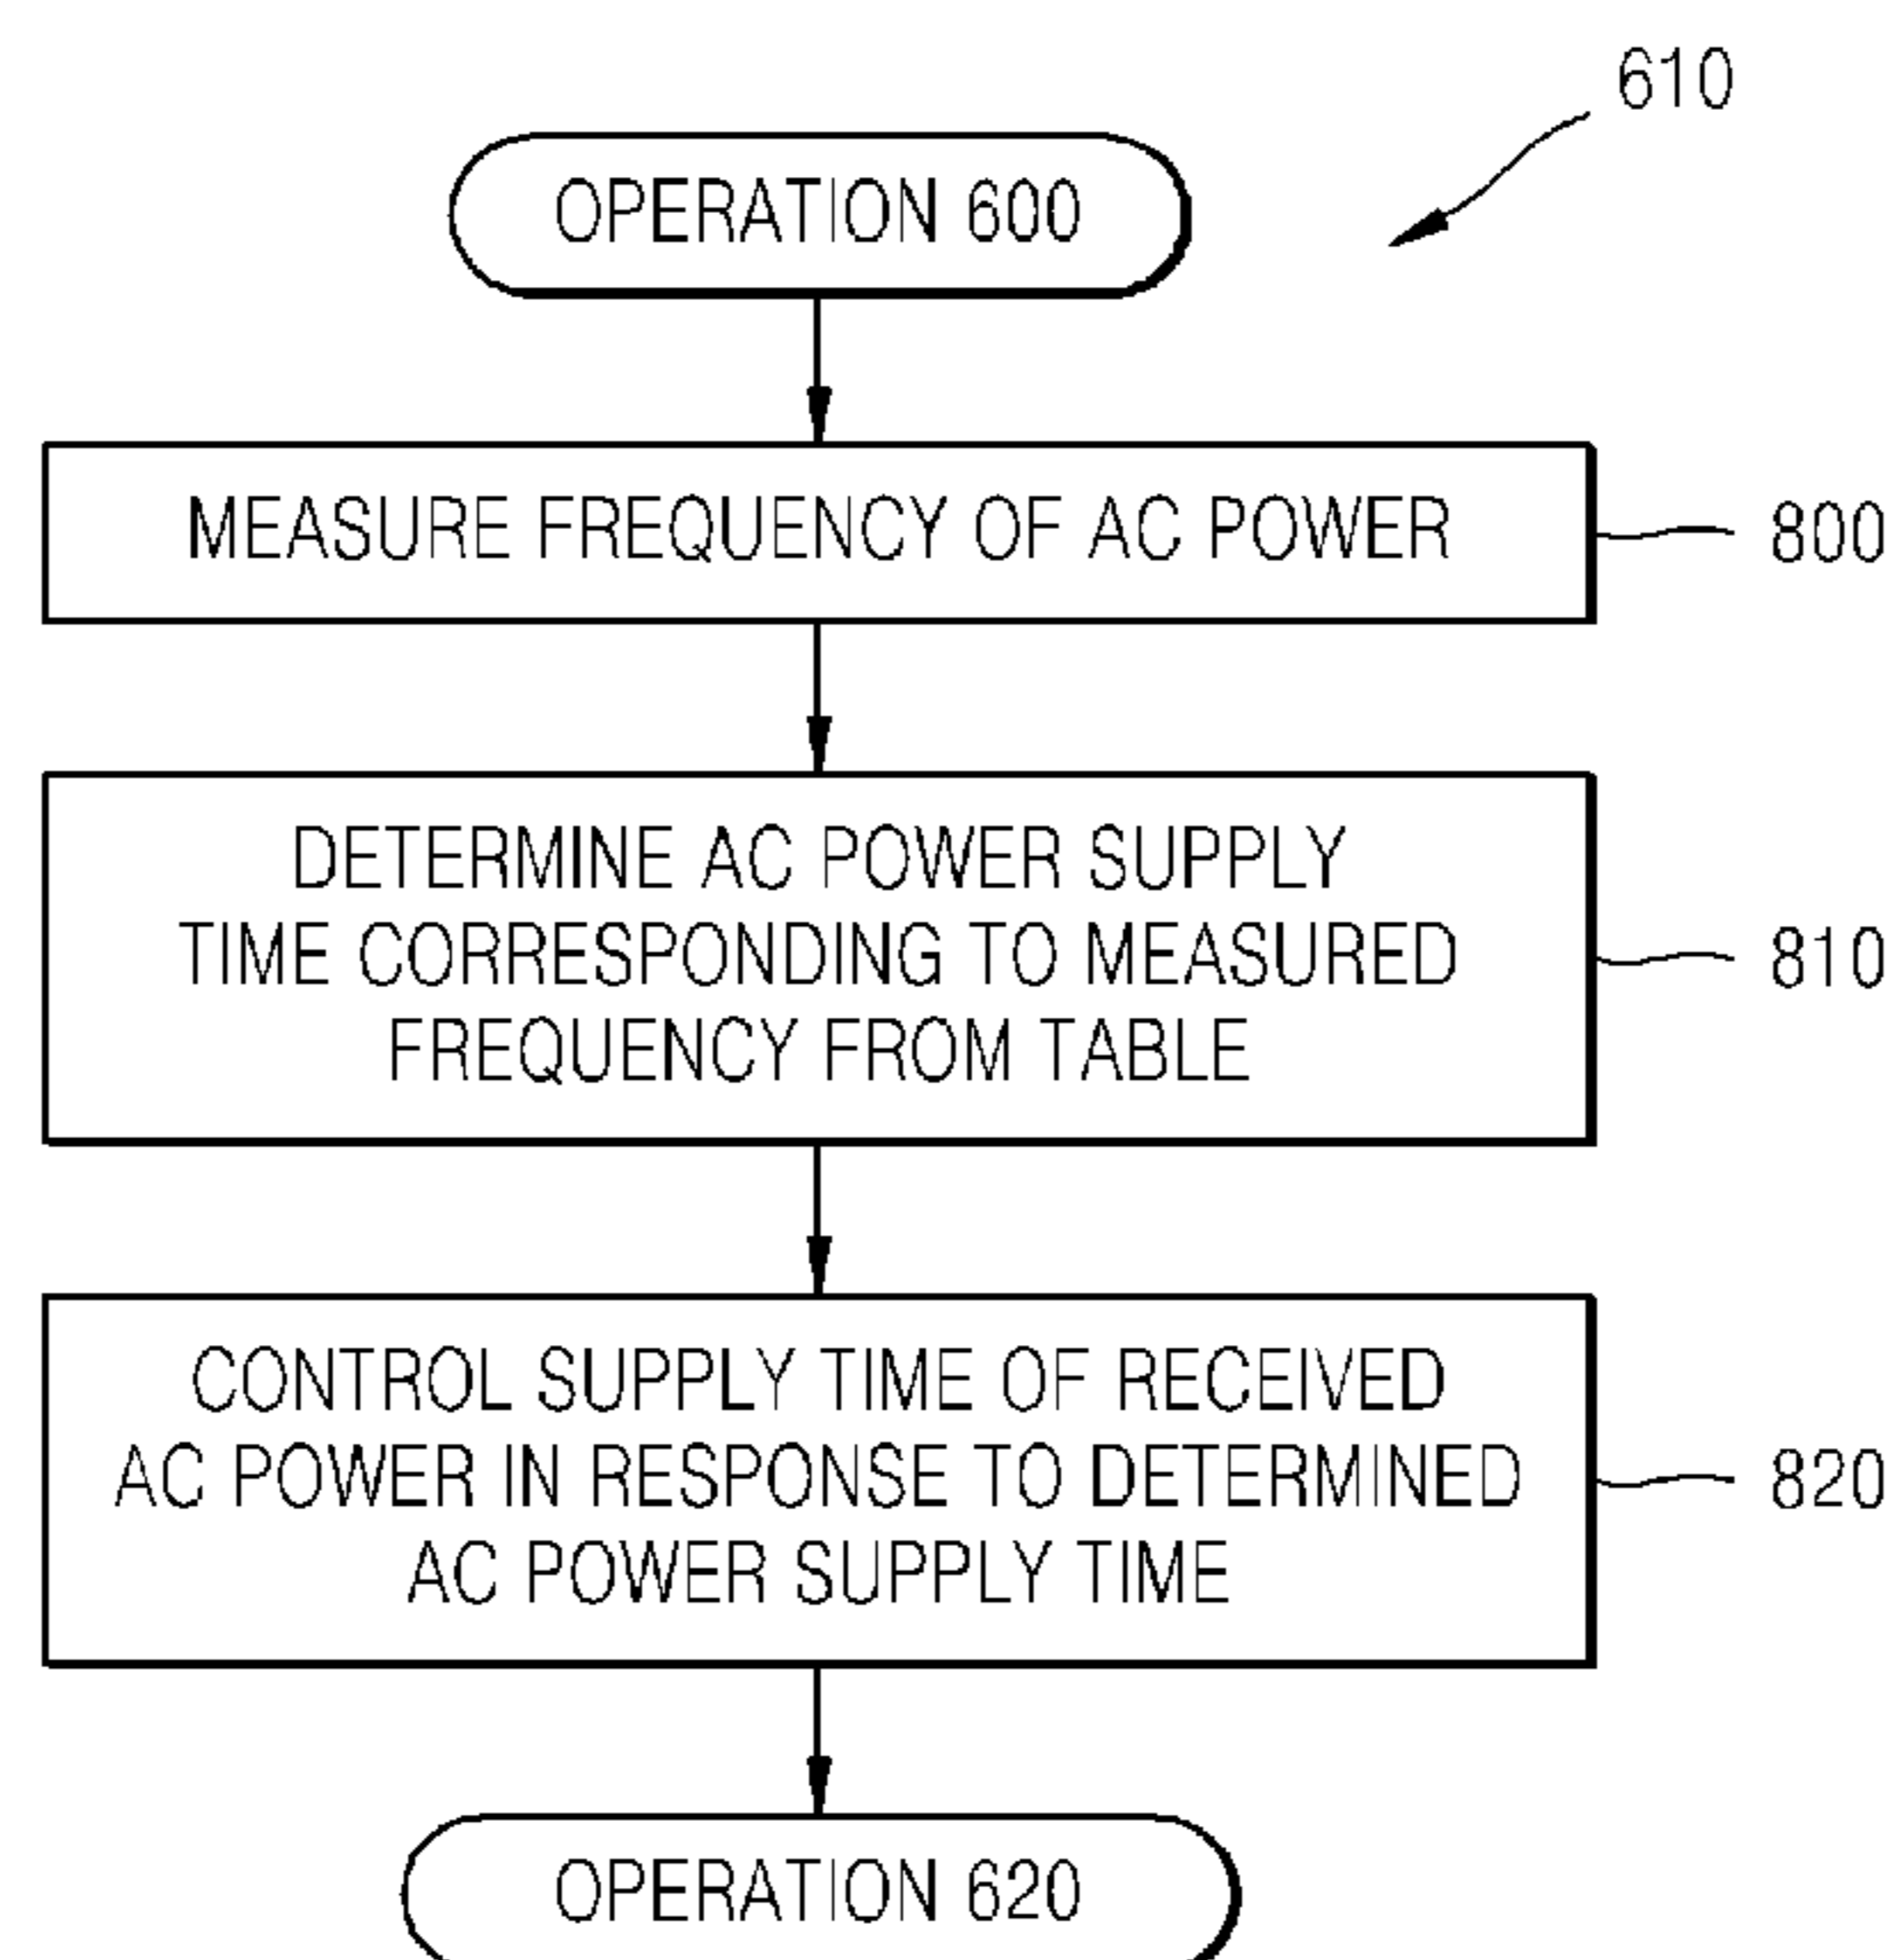 610
OPERATION 600
MEASURE FREQUENCY OF AC POWER
800
DETERMINE AC POWER SUPPLY
TIME CORRESPONDING TO MEASURED
FREQUENCY FROM TABLE
810
CONTROL SUPPLY TIME OF RECEIVED
AC POWER IN RESPONSE TO DETERMINED
AC POWER SUPPLY TIME
820
OPERATION 620